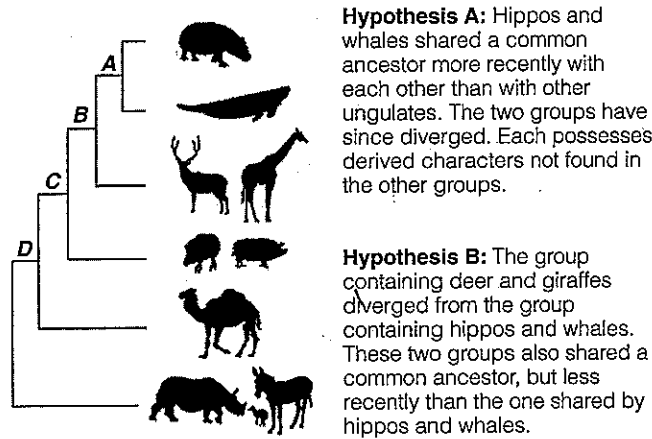 Hypothesis A: Hippos and
whales shared a common
ancestor more recently with
each other than with other
ungulates. The two groups have
since diverged. Each possesses
derived characters not found in
the other groups.
A
B
C
D
Hypothesis B: The group
containing deer and giraffes
diverged from the group
containing hippos and whales.
These two groups also shared a
common ancestor, but less
recently than the one shared by
hippos and whales.